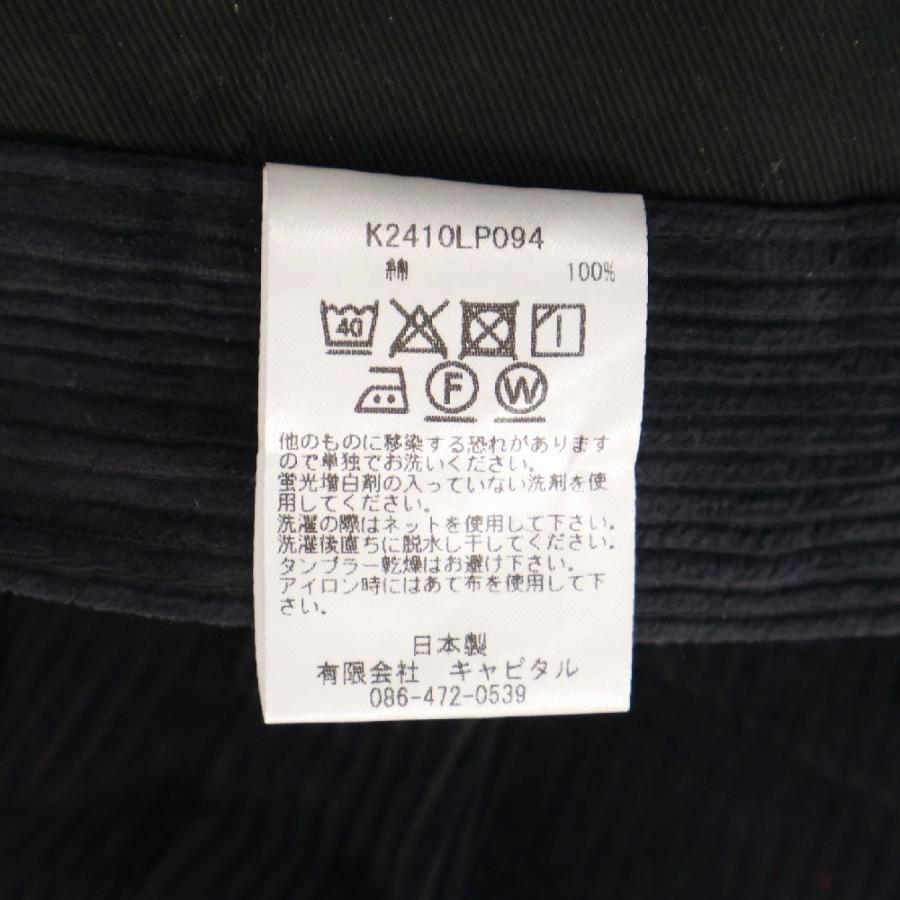 K2410LP094
綿 100%
40
F W
他のものに移染する恐れがあります
ので単独でお洗いください。
蛍光増白剤の入っていない洗剤を使
用してください。
洗濯の際はネットを使用して下さい。
洗濯後直ちに脱水し干してください。
タンブラー乾燥はお避け下さい。
アイロン時にはあて布を使用して下
さい。
日本製
有限会社 キャピタル
086-472-0539